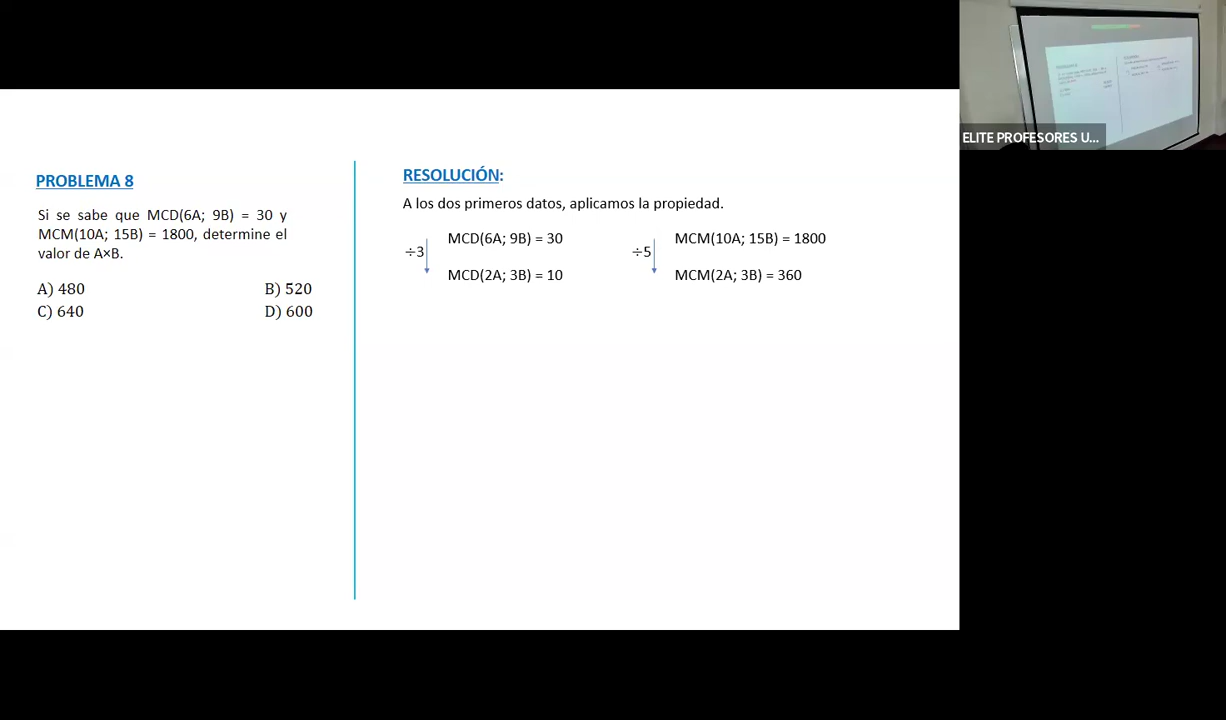 PROBLEMA 8
Si se sabe que MCD(6A; 9B) = 30 y
MCM(10A; 15B) = 1800, determine el
valor de A×B.
A) 480 B) 520
C) 640 D) 600
RESOLUCIÓN:
A los dos primeros datos, aplicamos la propiedad.
MCD(6A; 9B) = 30 MCM(10A; 15B) = 1800
÷3 ÷5
MCD(2A; 3B) = 10 MCM(2A; 3B) = 360
ELITE PROFESORES U...